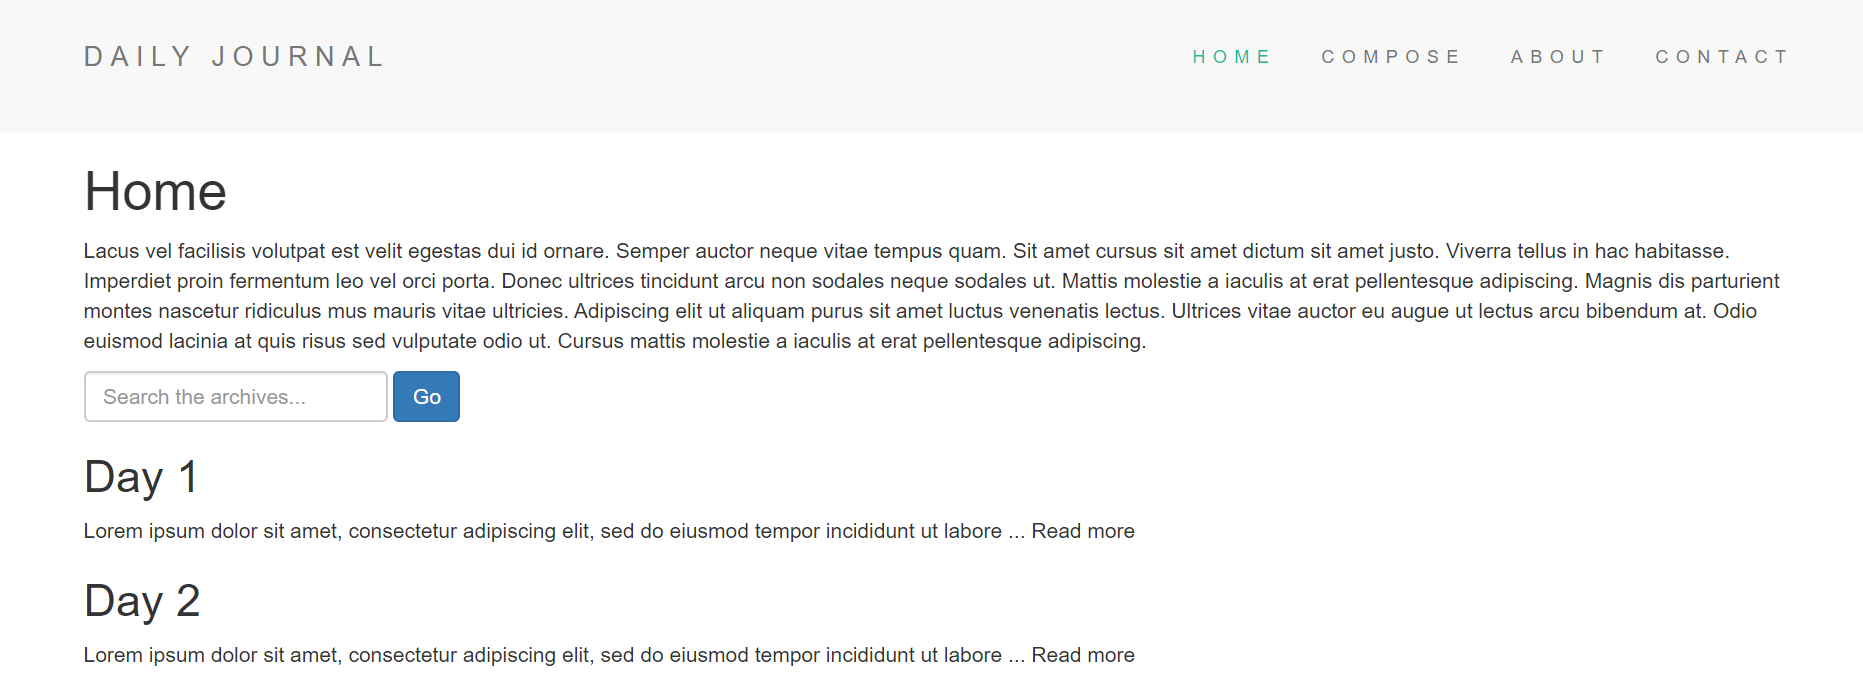 DAILY JOURNAL
HOME COMPOSE ABOUT CONTACT
Home
Lacus vel facilisis volutpat est velit egestas dui id ornare. Semper auctor neque vitae tempus quam. Sit amet cursus sit amet dictum sit amet justo. Viverra tellus in hac habitasse.
Imperdiet proin fermentum leo vel orci porta. Donec ultrices tincidunt arcu non sodales neque sodales ut. Mattis molestie a iaculis at erat pellentesque adipiscing. Magnis dis parturient
montes nascetur ridiculus mus mauris vitae ultricies. Adipiscing elit ut aliquam purus sit amet luctus venenatis lectus. Ultrices vitae auctor eu augue ut lectus arcu bibendum at. Odio
euismod lacinia at quis risus sed vulputate odio ut. Cursus mattis molestie a iaculis at erat pellentesque adipiscing.
Search the archives... Go
Day 1
Lorem ipsum dolor sit amet, consectetur adipiscing elit, sed do eiusmod tempor incididunt ut labore ... Read more
Day 2
Lorem ipsum dolor sit amet, consectetur adipiscing elit, sed do eiusmod tempor incididunt ut labore ... Read more